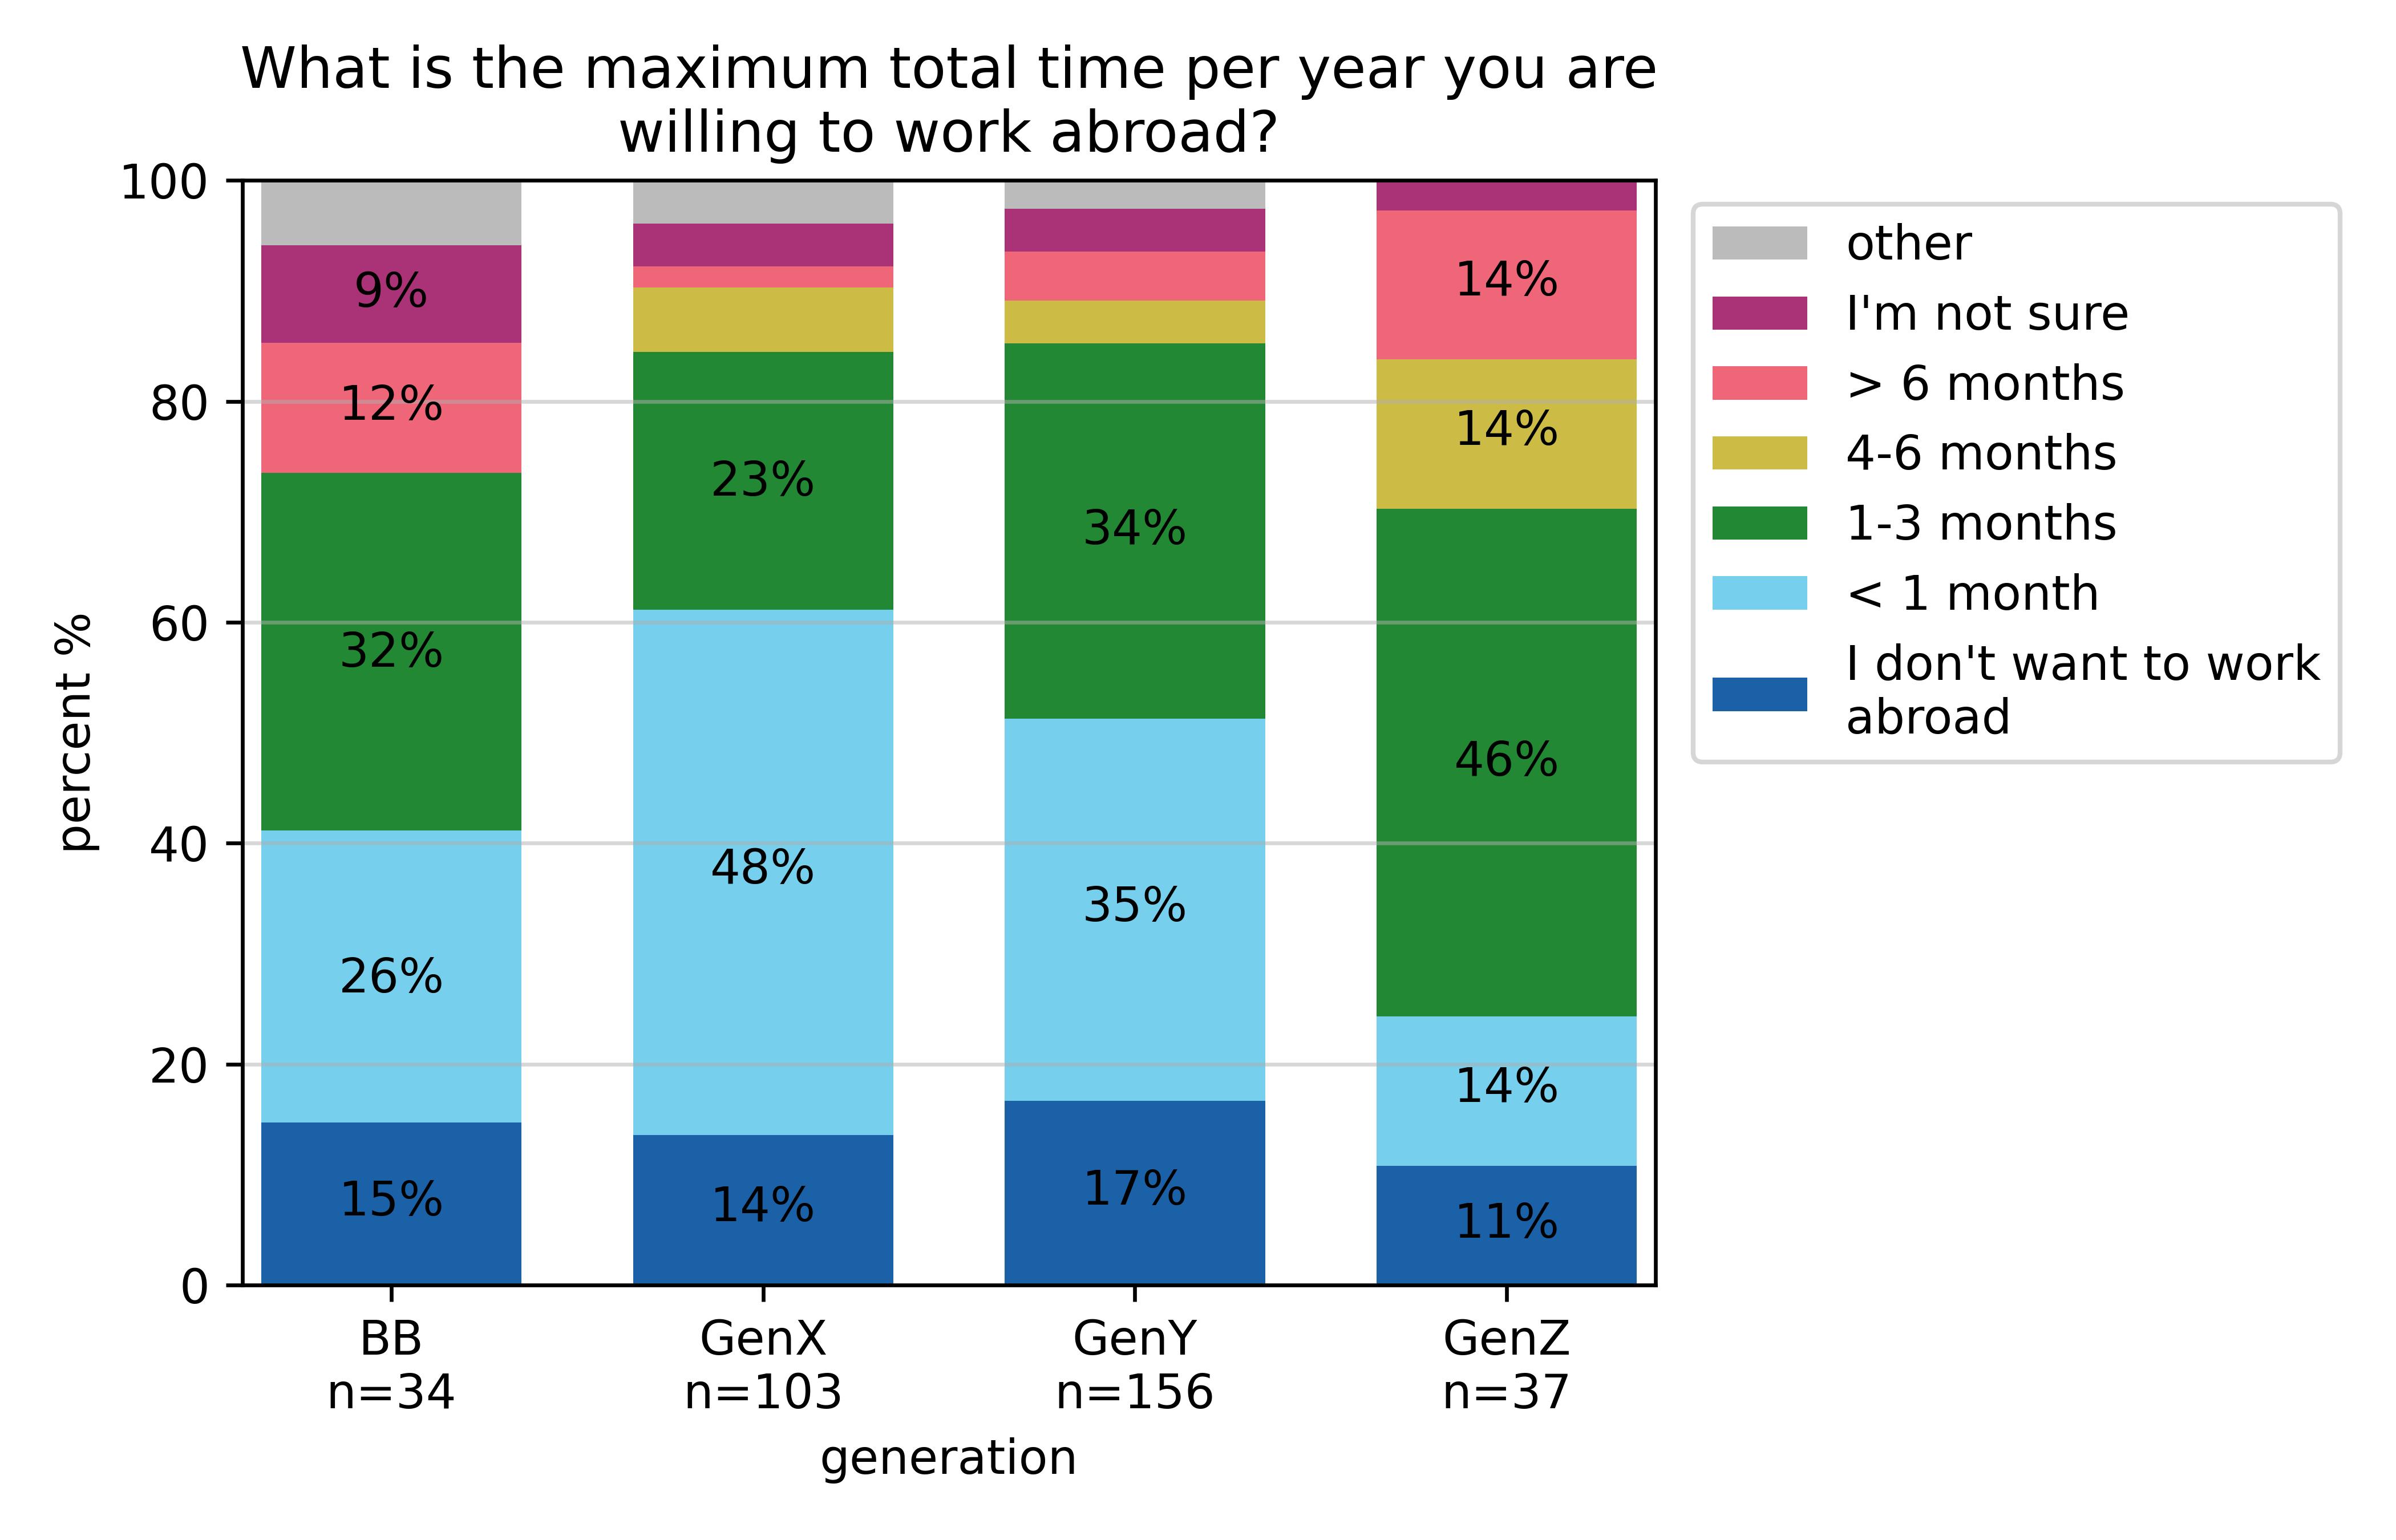 What is the maximum total time per year you are
willing to work abroad?
percent %
100
80
60
40
20
0
9%
12%
32%
26%
15%
23%
48%
14%
34%
35%
17%
14%
14%
46%
14%
11%
BB
n=34
GenX
n=103
GenY
n=156
GenZ
n=37
generation
other
I'm not sure
> 6 months
4-6 months
1-3 months
< 1 month
I don't want to work
abroad